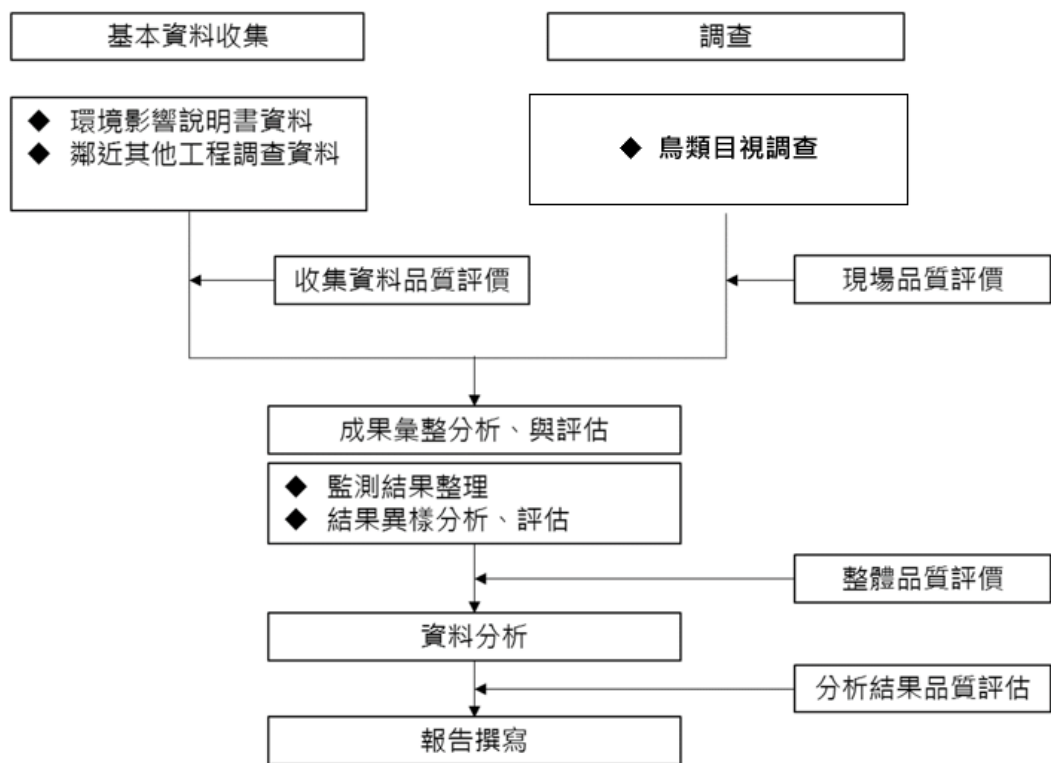 基本資料收集
調查
◆ 環境影響說明書資料
◆ 鄰近其他工程調查資料
◆ 鳥類目視調查
收集資料品質評價
現場品質評價
成果彙整分析、與評估
◆ 監測結果整理
◆ 結果異樣分析、評估
整體品質評價
資料分析
分析結果品質評估
報告撰寫